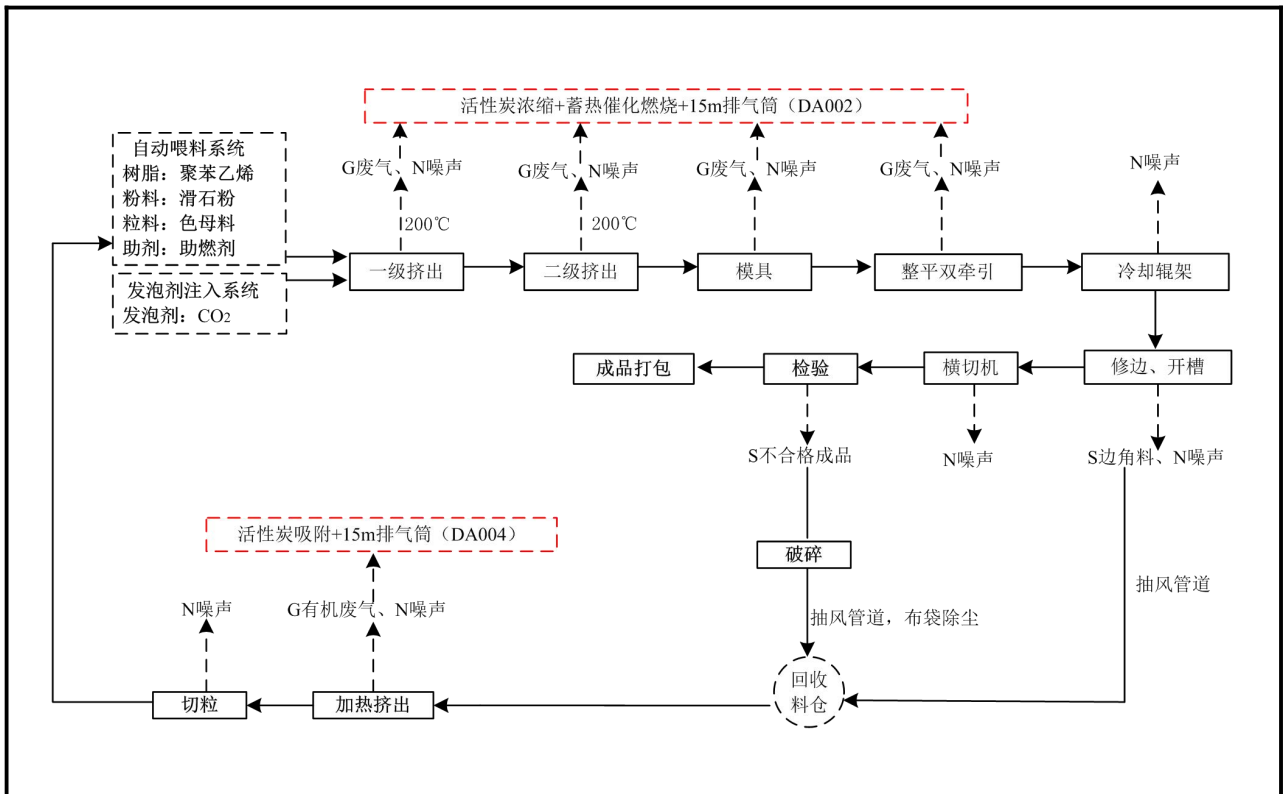 活性炭浓缩+蓄热催化燃烧+15m排气筒（DA002）
自动喂料系统
树脂：聚苯乙烯
粉料：滑石粉
粒料：色母料
助剂：助燃剂
发泡剂注入系统
发泡剂：CO₂
G废气、N噪声
G废气、N噪声
G废气、N噪声
G废气、N噪声
N噪声
200℃
200℃
一级挤出
二级挤出
模具
整平双牵引
冷却辊架
成品打包
检验
横切机
修边、开槽
S不合格成品
N噪声
S边角料、N噪声
活性炭吸附+15m排气筒（DA004）
破碎
抽风管道
N噪声
G有机废气、N噪声
抽风管道，布袋除尘
回收
料仓
切粒
加热挤出